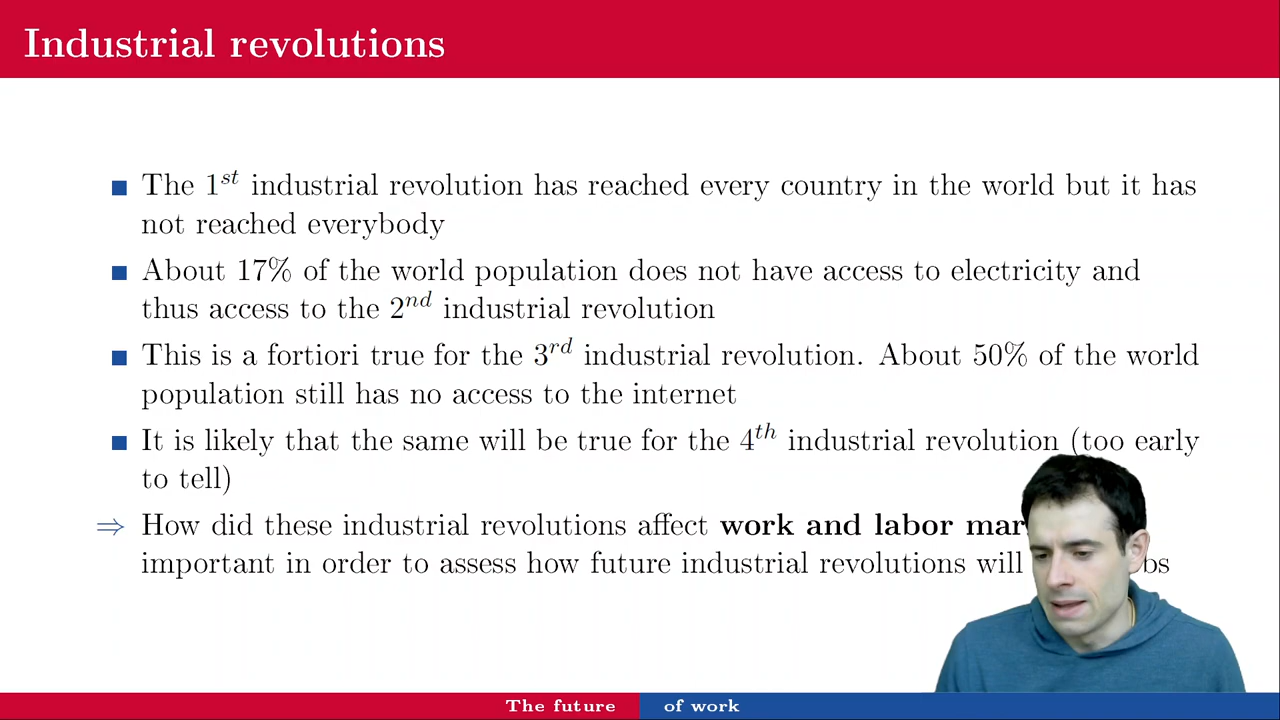 Industrial revolutions
The 1st industrial revolution has reached every country in the world but it has
not reached everybody
About 17% of the world population does not have access to electricity and
thus access to the 2nd industrial revolution
This is a fortiori true for the 3rd industrial revolution. About 50% of the world
population still has no access to the internet
It is likely that the same will be true for the 4th industrial revolution (too early
to tell)
⇒ How did these industrial revolutions affect work and labor
important in order to assess how future industrial revolutions will
The future of work